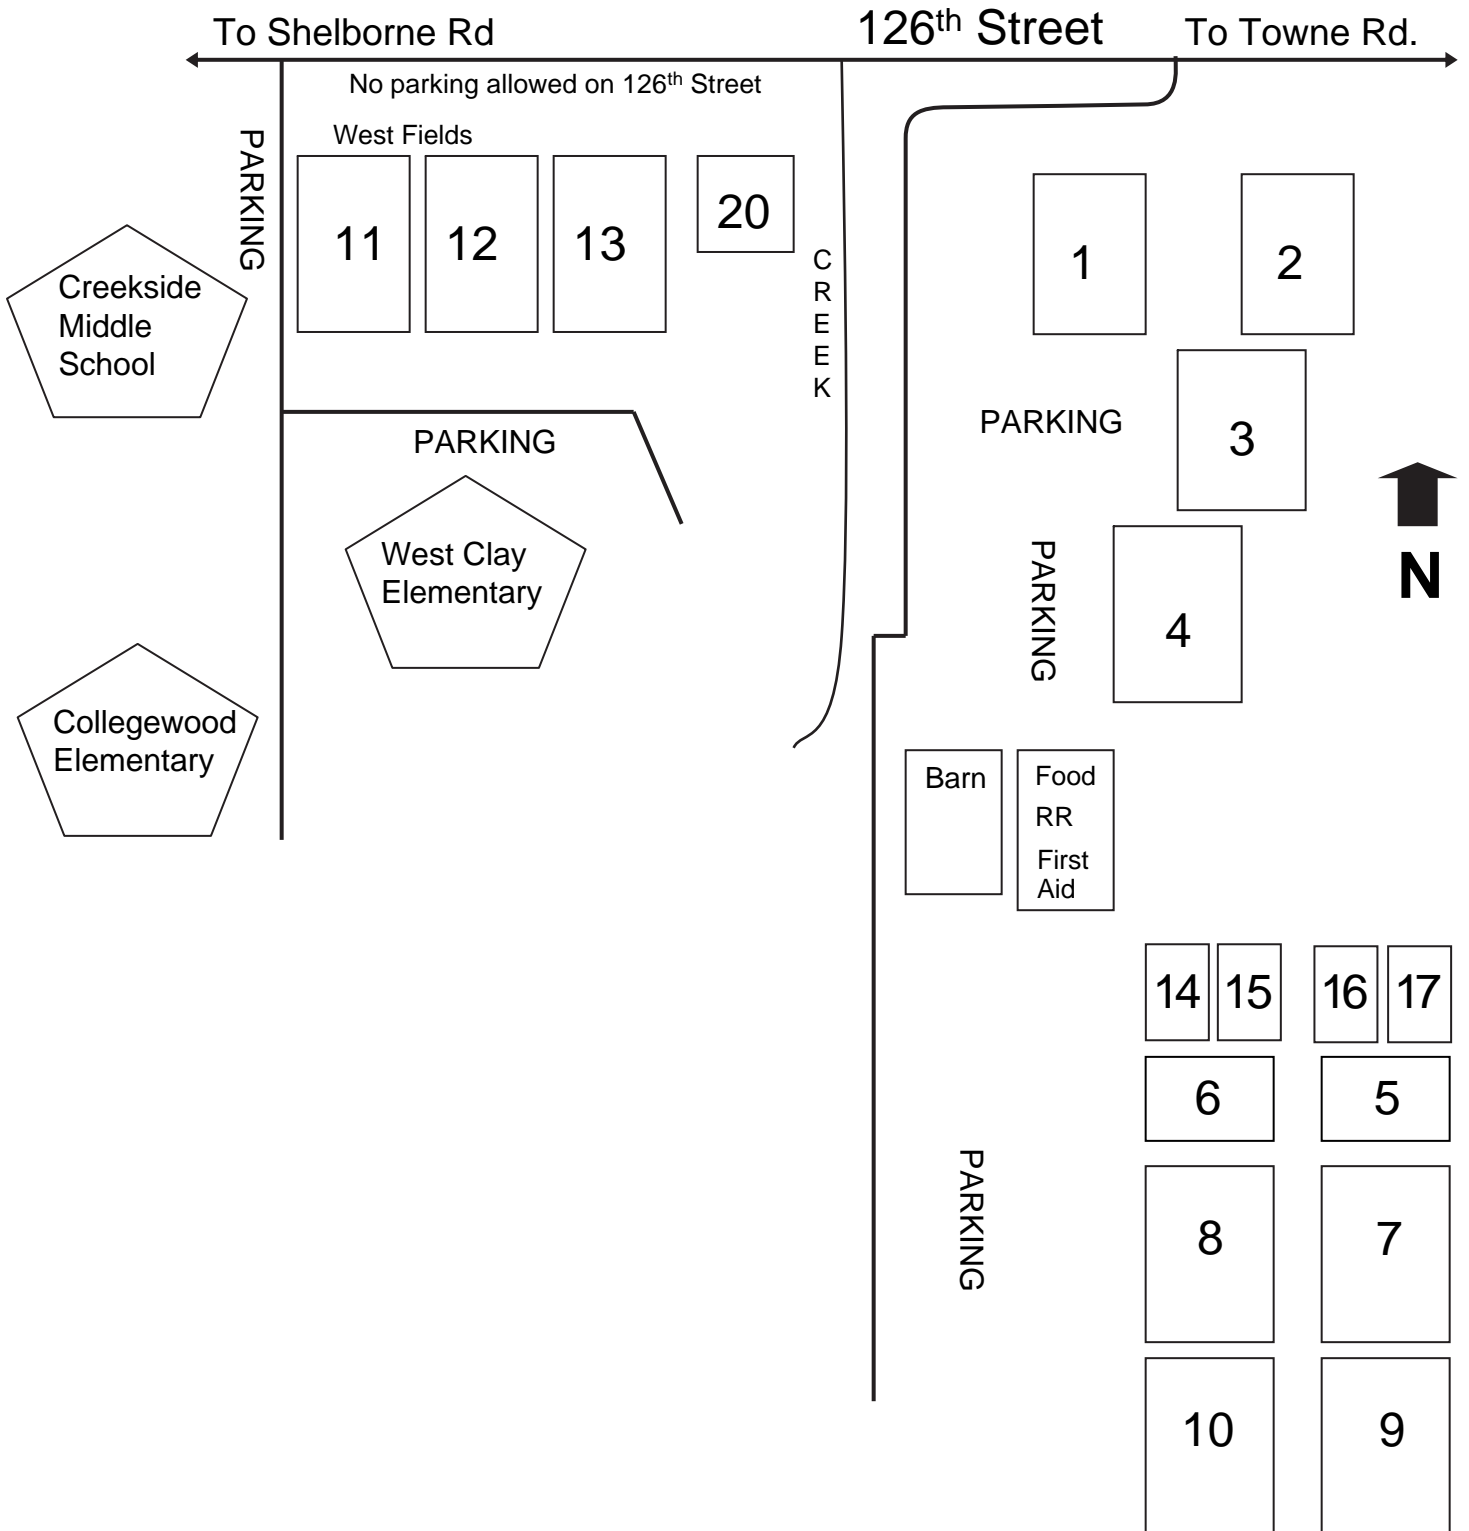 To Shelborne Rd
126th Street
To Towne Rd.
No parking allowed on 126th Street
West Fields
PARKING
11
12
13
20
1
2
Creekside
Middle
School
C
R
E
E
K
PARKING
3
PARKING
N
West Clay
Elementary
PARKING
4
Collegewood
Elementary
Barn
Food
RR
First
Aid
14
15
16
17
6
5
PARKING
8
7
10
9